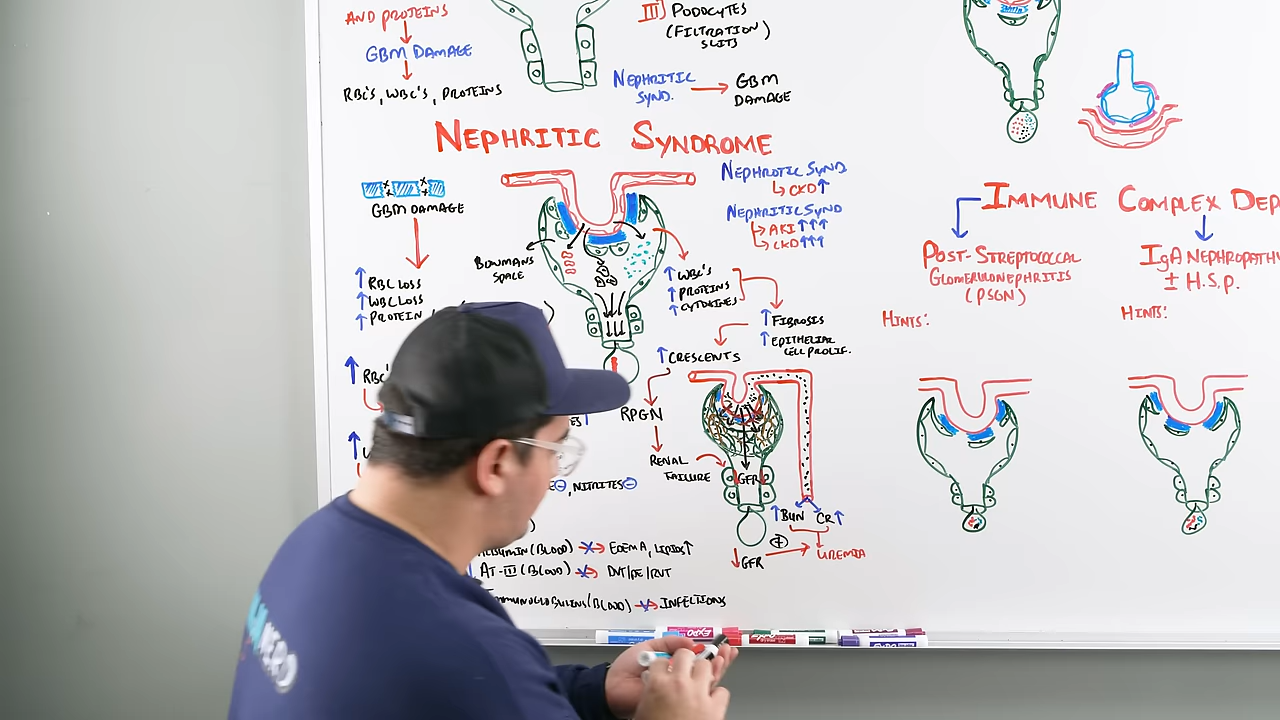 AND PROTEINS
GBM DAMAGE
RBC'S, WBC'S, PROTEINS
III) PODOCYTES
(FILTRATION
SLITS)
NEPHRITIC
SYND.
GBM
DAMAGE
NEPHRITIC SYNDROME
GBM DAMAGE
↑ RBC LOSS
↑ WBC LOSS
↑ PROTEIN
↑ RBC'
BOWMANS
SPACE
NEPHROTIC SYND
↳ CKD↑
NEPHRITIC SYND
↳ AKI↑↑↑
↳ CKD↑↑↑
↑ WBC'S
↑ PROTEINS
↑ CYTOKINES
↑ FIBROSIS
↑ EPITHELIAL
CELL PROLIF.
↑ CRESCENTS
RPGN
RENAL
FAILURE
GFR
↑BUN CR↑
↓GFR
+
UREMIA
, NITRITES⊖
ALBUMIN (BLOOD) EDEMA, LIPIDS↑
AT-III (BLOOD) DVT/PE/RVT
IMMUNOGLOBULINS (BLOOD) INFECTIONS
IMMUNE COMPLEX DEP
POST-STREPTOCOCCAL
GLOMERULONEPHRITIS
(PSGN)
HINTS:
IgA NEPHROPATHY
± H.S.P.
HINTS:
EXPO